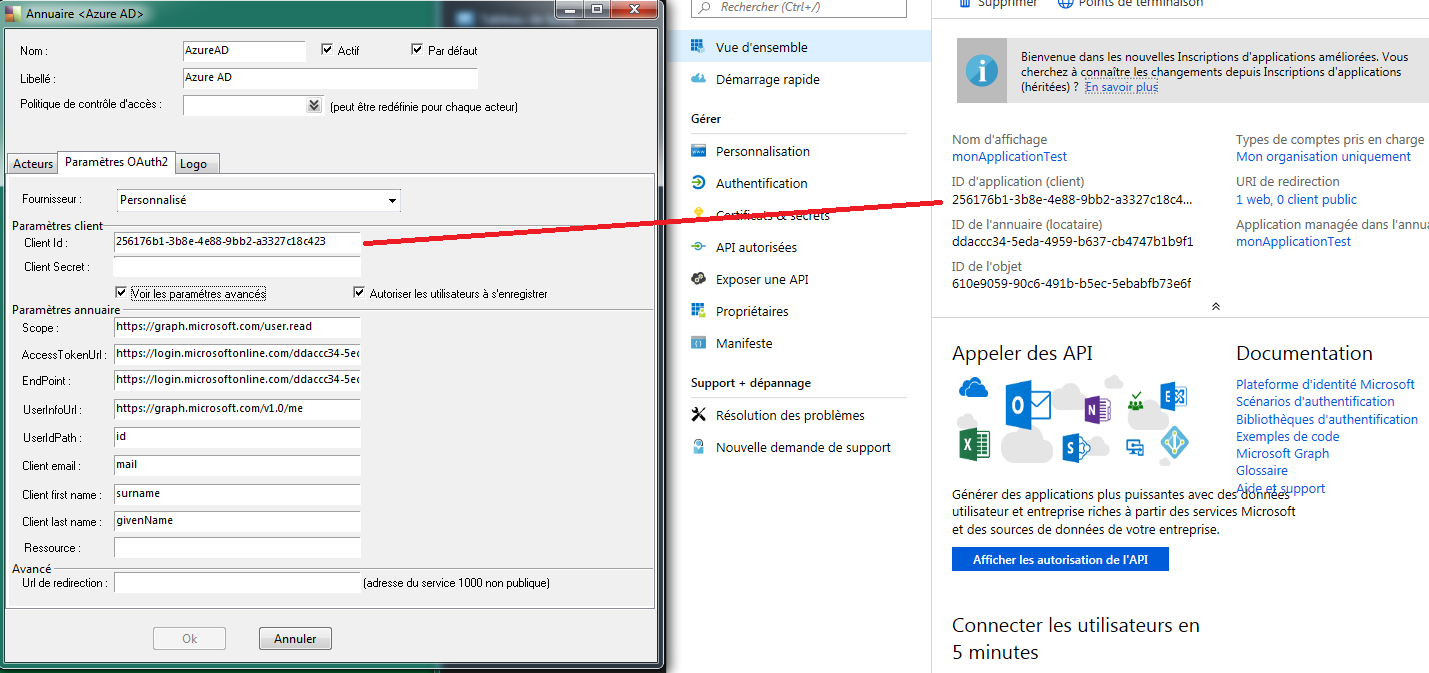 Annuaire <Azure AD>
Nom :
AzureAD
Actif
Par défaut
Libellé :
Azure AD
Politique de contrôle d'accès :
(peut être redéfinie pour chaque acteur)
Acteurs
Paramètres OAuth2
Logo
Fournisseur :
Personnalisé
Paramètres client
Client Id :
256176b1-3b8e-4e88-9bb2-a3327c18c423
Client Secret :
Voir les paramétres avancés
Autoriser les utilisateurs à s'enregistrer
Paramètres annuaire
Scope :
https://graph.microsoft.com/user.read
AccessTokenUrl :
https://login.microsoftonline.com/ddaccc34-5ec
EndPoint :
https://login.microsoftonline.com/ddaccc34-5ec
UserInfoUrl :
https://graph.microsoft.com/v1.0/me
UserIdPath :
id
Client email :
mail
Client first name :
surname
Client last name :
givenName
Ressource :
Avancé
Url de redirection :
(adresse du service 1000 non publique)
Ok
Annuler
Rechercher (Ctrl+/)
Vue d'ensemble
Démarrage rapide
Gérer
Personnalisation
Authentification
Certificats & secrets
API autorisées
Exposer une API
Propriétaires
Manifeste
Support + dépannage
Résolution des problèmes
Nouvelle demande de support
Supprimer
Points de terminaison
Bienvenue dans les nouvelles Inscriptions d'applications améliorées. Vous
cherchez à connaître les changements depuis Inscriptions d'applications
(héritées) ? En savoir plus
Nom d'affichage
monApplicationTest
ID d'application (client)
256176b1-3b8e-4e88-9bb2-a3327c18c4...
ID de l'annuaire (locataire)
ddaccc34-5eda-4959-b637-cb4747b1b9f1
ID de l'objet
610e9059-90c6-491b-b5ec-5ebabfb73e6f
Types de comptes pris en charge
Mon organisation uniquement
URI de redirection
1 web, 0 client public
Application managée dans l'annua
monApplicationTest
Appeler des API
Générer des applications plus puissantes avec des données
utilisateur et entreprise riches à partir des services Microsoft
et des sources de données de votre entreprise.
Afficher les autorisation de l'API
Documentation
Plateforme d'identité Microsoft
Scénarios d'authentification
Bibliothèques d'authentification
Exemples de code
Microsoft Graph
Glossaire
Aide et support
Connecter les utilisateurs en
5 minutes